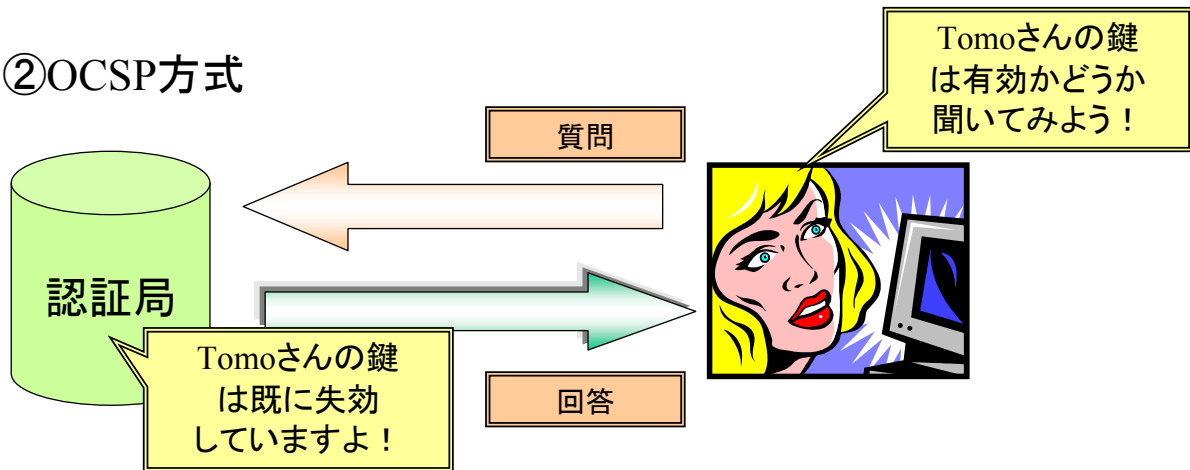 ②OCSP方式
Tomoさんの鍵
は有効かどうか
聞いてみよう！
質問
認証局
Tomoさんの鍵
は既に失効
していますよ！
回答